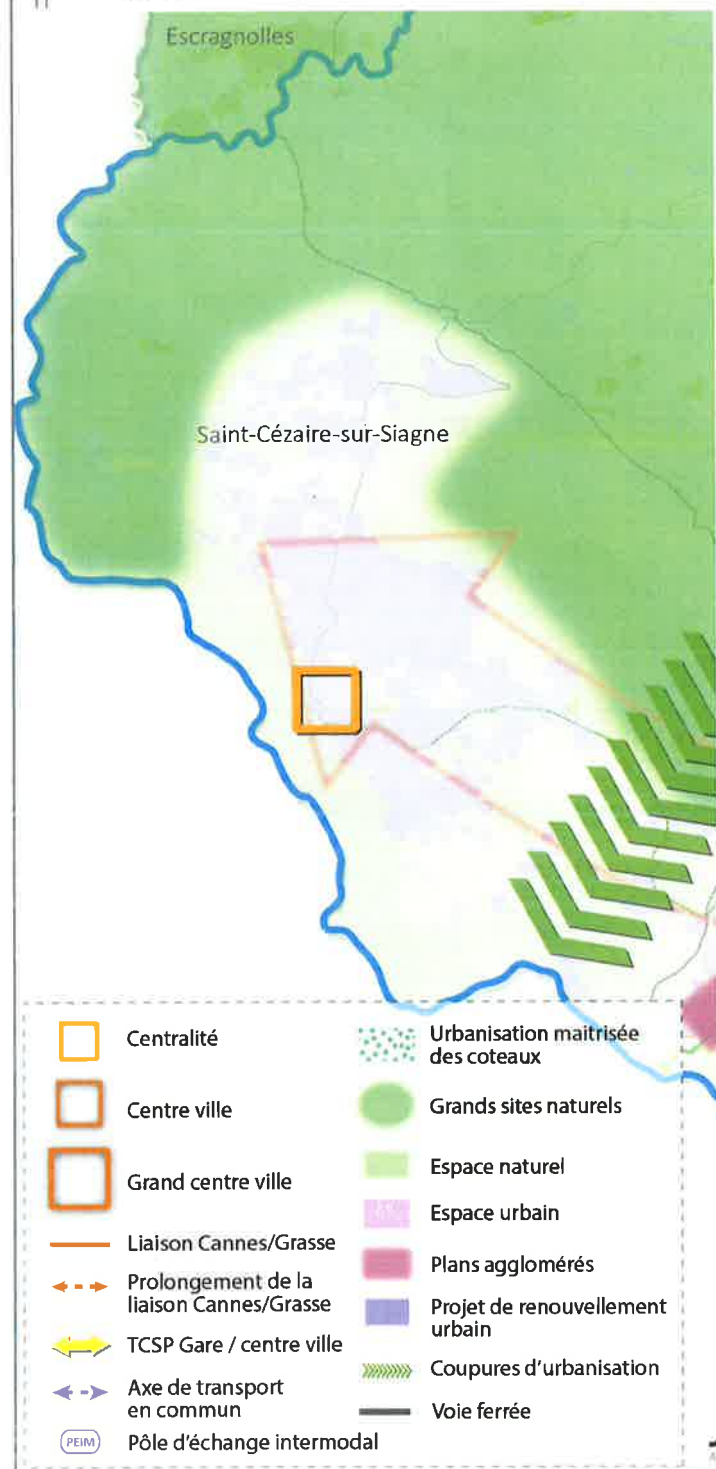 Escragnolles
Saint-Cézaire-sur-Siagne
Centralité
Centre ville
Grand centre ville
Liaison Cannes/Grasse
Prolongement de la
liaison Cannes/Grasse
TCSP Gare / centre ville
Axe de transport
en commun
PEIM
Pôle d'échange intermodal
Urbanisation maitrisée
des coteaux
Grands sites naturels
Espace naturel
Espace urbain
Plans agglomérés
Projet de renouvellement
urbain
Coupures d'urbanisation
Voie ferrée